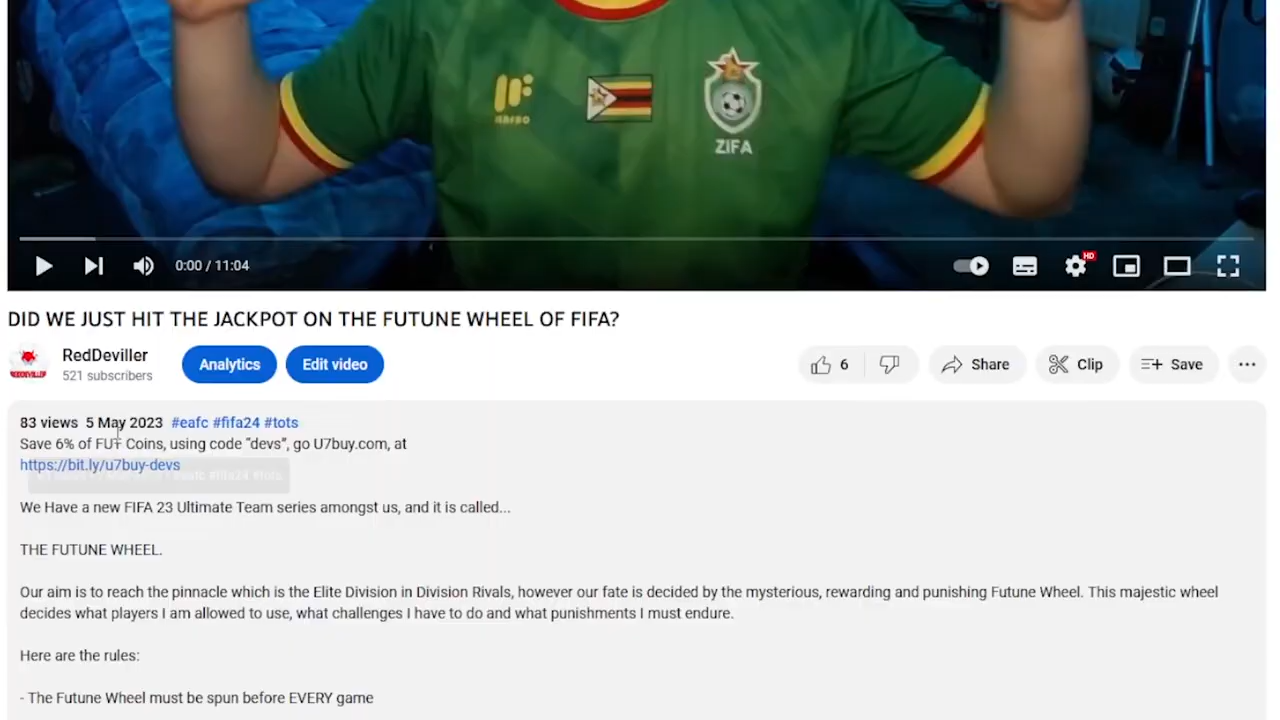 ZIFA
0:00 / 11:04
HD
DID WE JUST HIT THE JACKPOT ON THE FUTUNE WHEEL OF FIFA?
RedDeviller
521 subscribers
Analytics
Edit video
6
Share
Clip
Save
REDDEVILLER
83 views 5 May 2023 #eafc #fifa24 #tots
Save 6% of FUT Coins, using code "devs", go U7buy.com, at
https://bit.ly/u7buy-devs
We Have a new FIFA 23 Ultimate Team series amongst us, and it is called...
THE FUTUNE WHEEL.
Our aim is to reach the pinnacle which is the Elite Division in Division Rivals, however our fate is decided by the mysterious, rewarding and punishing Futune Wheel. This majestic wheel
decides what players I am allowed to use, what challenges I have to do and what punishments I must endure.
Here are the rules:
- The Futune Wheel must be spun before EVERY game